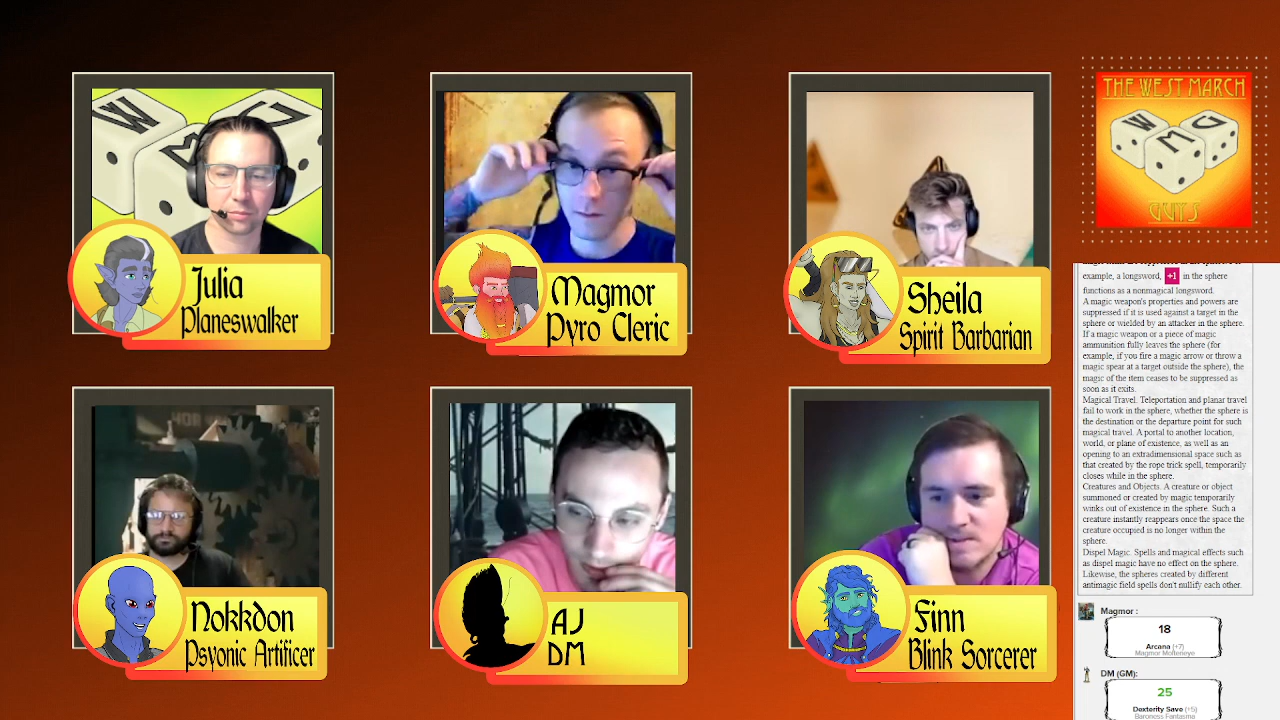 W
M
G
Julia
Planeswalker
Magmor
Pyro Cleric
Sheila
Spirit Barbarian
Nokkdon
Psyonic Artificer
AJ
DM
Finn
Blink Sorcerer
THE WEST MARCH
W
M
G
GUYS
example, a longsword, +1 in the sphere
functions as a nonmagical longsword.
A magic weapon's properties and powers are
suppressed if it is used against a target in the
sphere or wielded by an attacker in the sphere.
If a magic weapon or a piece of magic
ammunition fully leaves the sphere (for
example, if you fire a magic arrow or throw a
magic spear at a target outside the sphere), the
magic of the item ceases to be suppressed as
soon as it exits.
Magical Travel. Teleportation and planar travel
fail to work in the sphere, whether the sphere is
the destination or the departure point for such
magical travel. A portal to another location,
world, or plane of existence, as well as an
opening to an extradimensional space such as
that created by the rope trick spell, temporarily
closes while in the sphere.
Creatures and Objects. A creature or object
summoned or created by magic temporarily
winks out of existence in the sphere. Such a
creature instantly reappears once the space the
creature occupied is no longer within the
sphere.
Dispel Magic. Spells and magical effects such
as dispel magic have no effect on the sphere.
Likewise, the spheres created by different
antimagic field spells don't nullify each other.
Magmor :
18
Arcana (+7)
Magmor Molteneye
DM (GM):
25
Dexterity Save (+5)
Baroness Fantasma